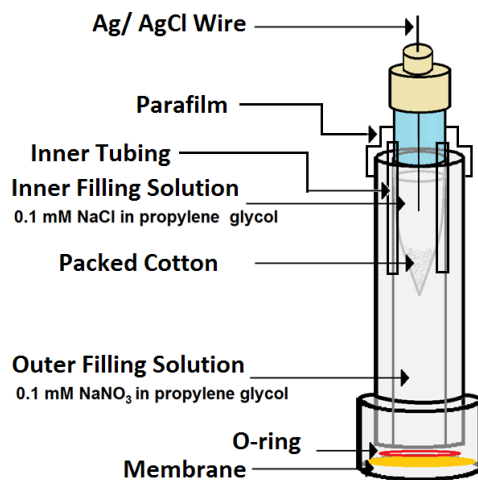 Ag/ AgCl Wire
Parafilm
Inner Tubing
Inner Filling Solution
0.1 mM NaCl in propylene glycol
Packed Cotton
Outer Filling Solution
0.1 mM NaNO₃ in propylene glycol
O-ring
Membrane